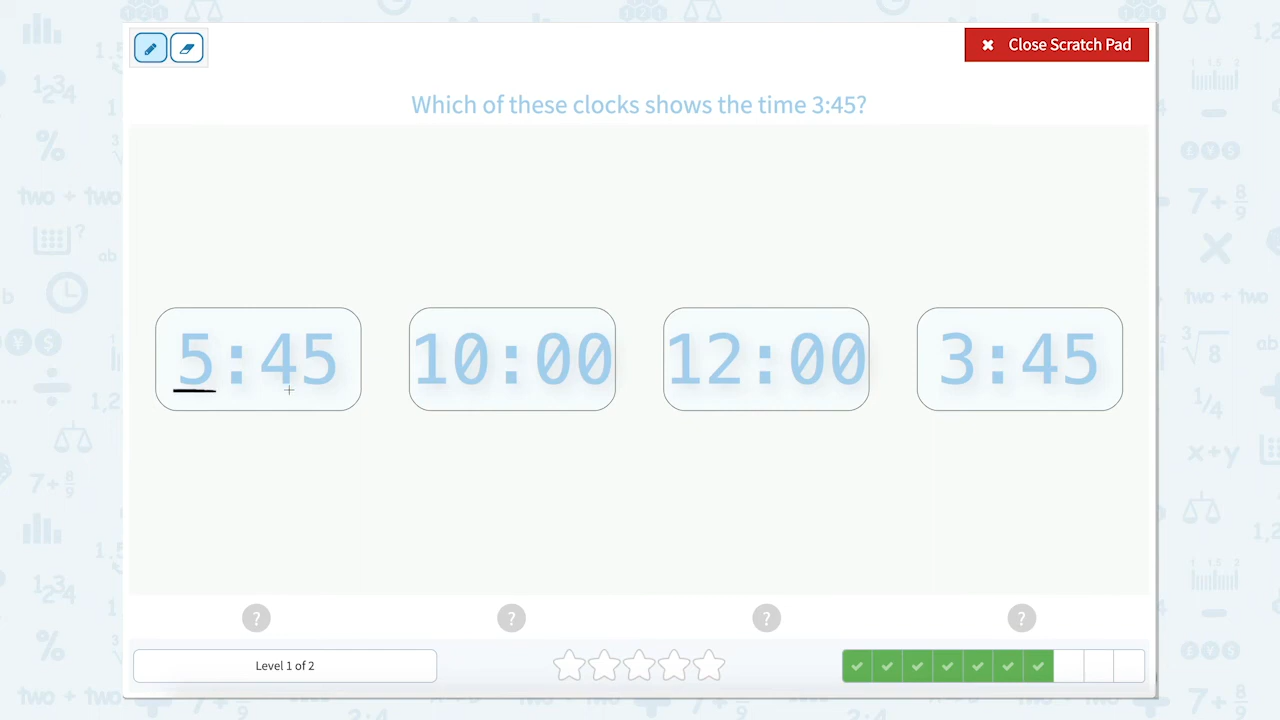 Close Scratch Pad
Which of these clocks shows the time 3:45?
5:45
10:00
12:00
3:45
? ? ? ?
Level 1 of 2